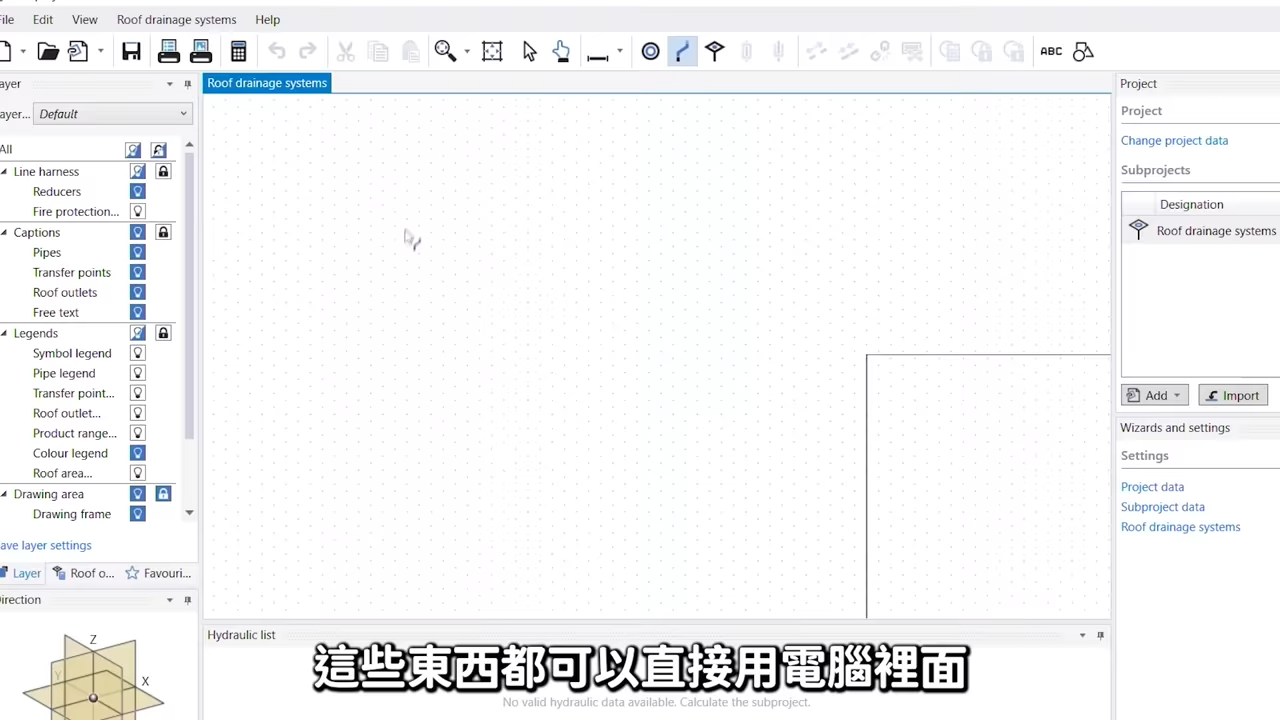 File Edit View Roof drainage systems Help
ABC
ayer
Roof drainage systems
Project
ayer... Default
Project
Change project data
All
Line harness
Reducers
Fire protection...
Captions
Pipes
Transfer points
Roof outlets
Free text
Legends
Symbol legend
Pipe legend
Transfer point...
Roof outlet...
Product range...
Colour legend
Roof area...
Drawing area
Drawing frame
ave layer settings
Layer Roof o... Favouri...
Direction
Z
Y
X
Subprojects
Designation
Roof drainage systems
Add Import
Wizards and settings
Settings
Project data
Subproject data
Roof drainage systems
Hydraulic list
這些東西都可以直接用電腦裡面
No valid hydraulic data available. Calculate the subproject.